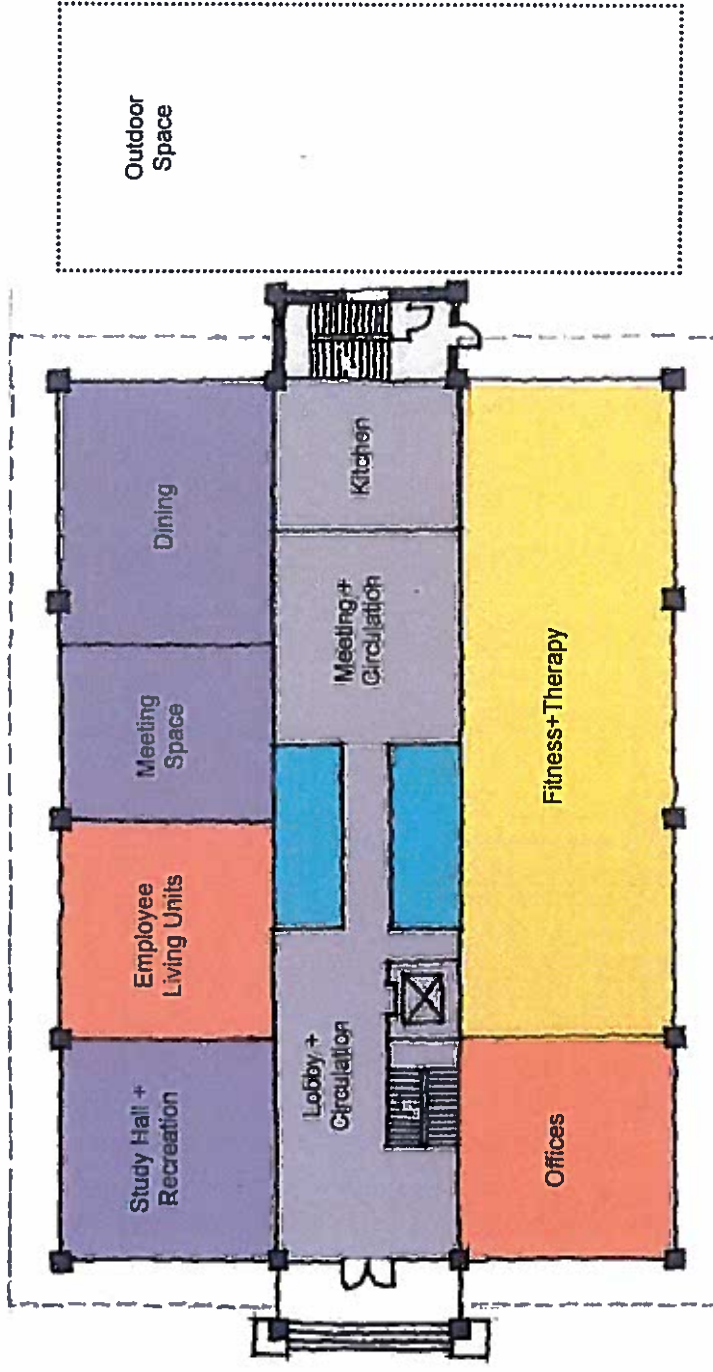 Outdoor
Space
Dining
Kitchen
Meeting
Space
Meeting +
Circulation
Fitness+Therapy
Employee
Living Units
Study Hall +
Recreation
Lobby +
Circulation
Offices